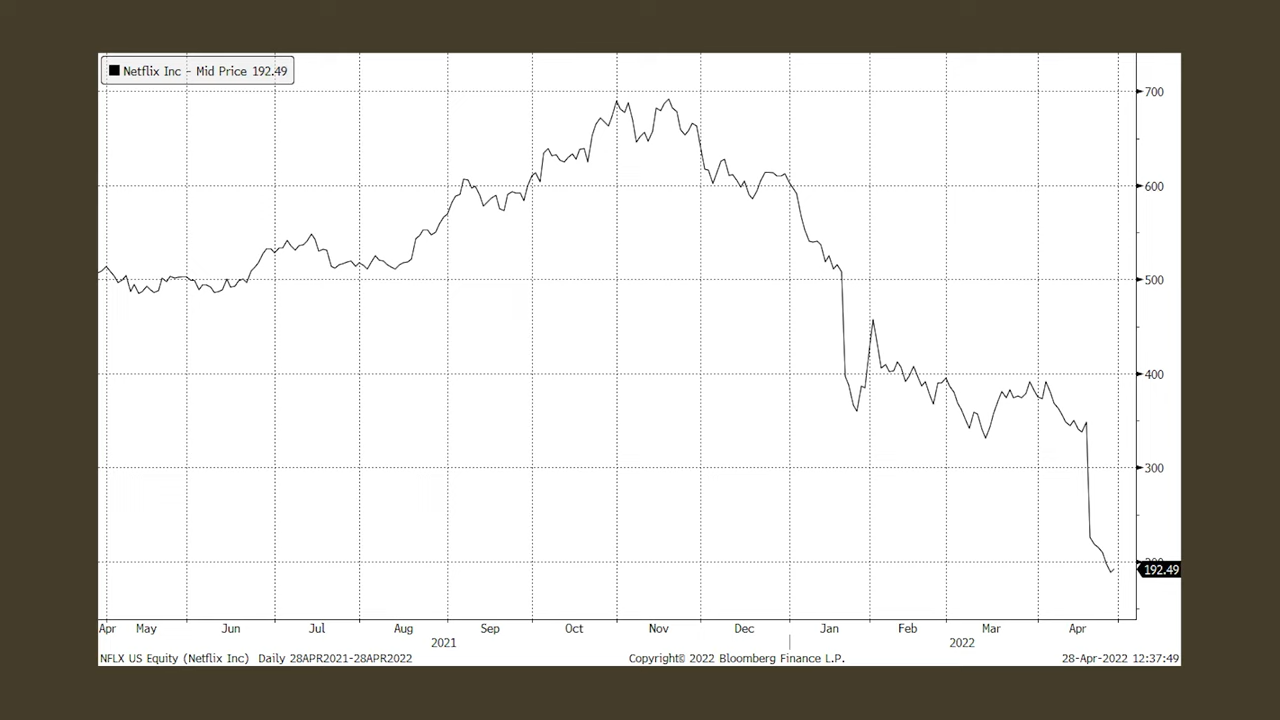 Netflix Inc - Mid Price 192.49
700
600
500
400
300
192.49
Apr May Jun Jul Aug Sep Oct Nov Dec Jan Feb Mar Apr
2021 2022
NFLX US Equity (Netflix Inc) Daily 28APR2021-28APR2022 Copyright© 2022 Bloomberg Finance L.P. 28-Apr-2022 12:37:49